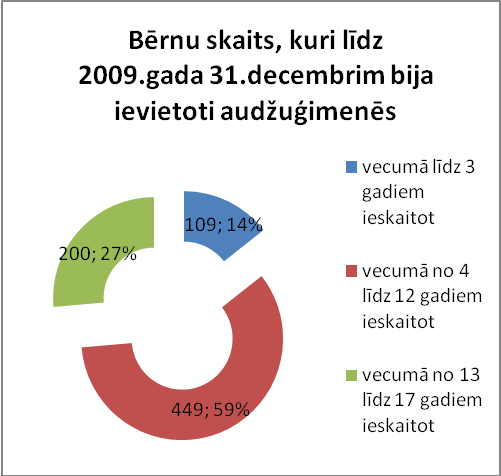 Bērnu skaits, kuri līdz
2009.gada 31.decembrim bija
ievietoti audžuģimenēs
109; 14%
200; 27%
449; 59%
vecumā līdz 3
gadiem
ieskaitot
vecumā no 4
līdz 12 gadiem
ieskaitot
vecumā no 13
līdz 17 gadiem
ieskaitot